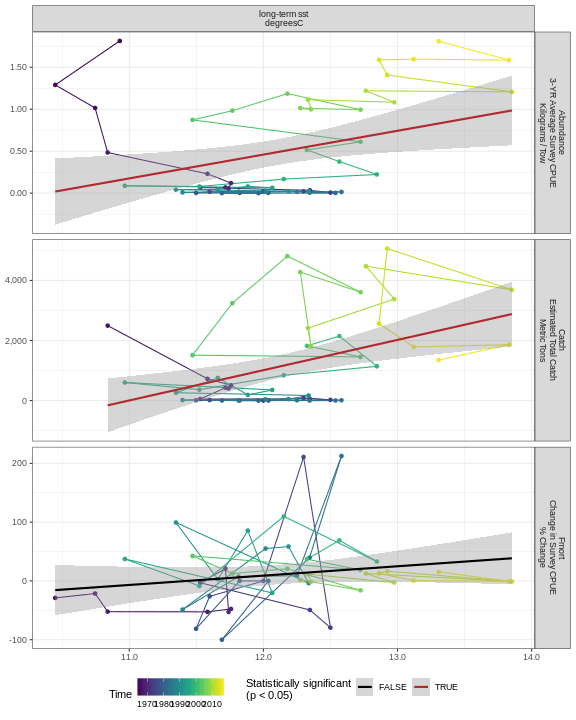 long-term sst
degreesC
1.50
1.00
0.50
0.00
Abundance
3-YR Average Survey CPUE
Kilograms / Tow
4,000
2,000
0
Catch
Estimated Total Catch
Metric Tons
200
100
0
-100
Fmort
Change in Survey CPUE
% Change
11.0 12.0 13.0 14.0
Time
1970 1980 1990 2000 2010
Statistically significant
(p < 0.05)
FALSE
TRUE